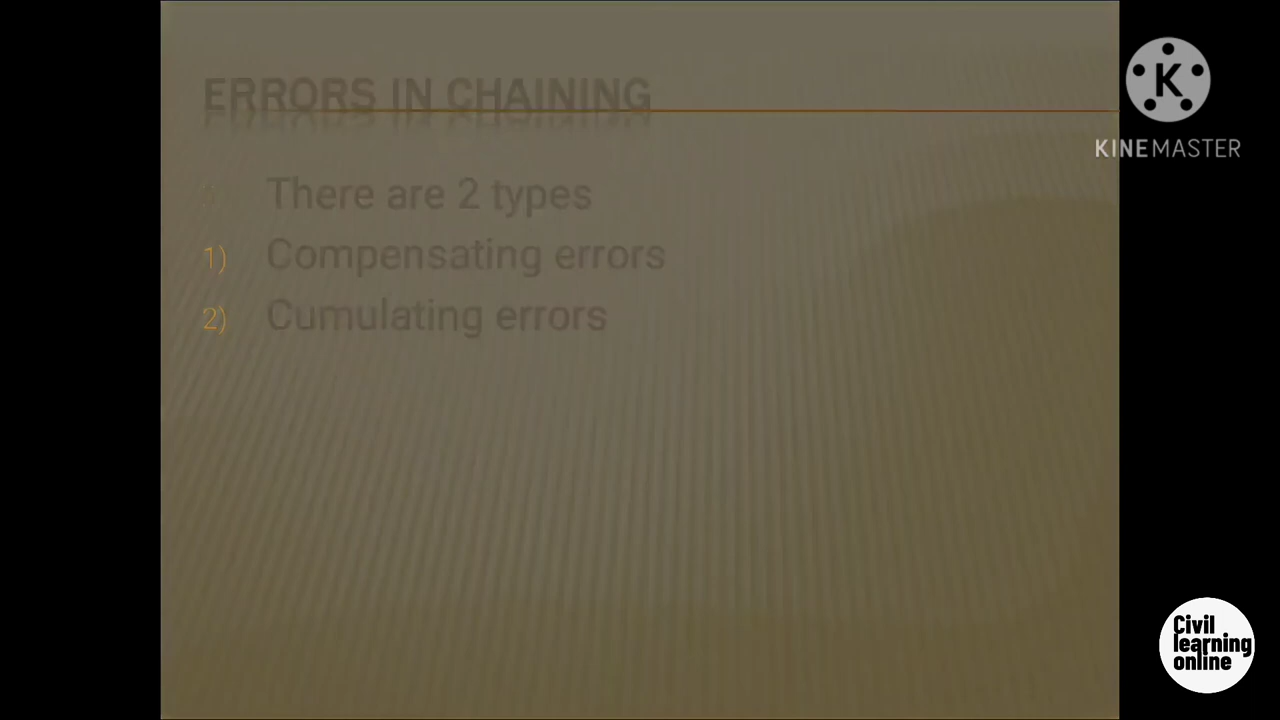 ERRORS IN CHAINING
There are 2 types
1) Compensating errors
2) Cumulating errors
K
KINEMASTER
Civil
learning
online